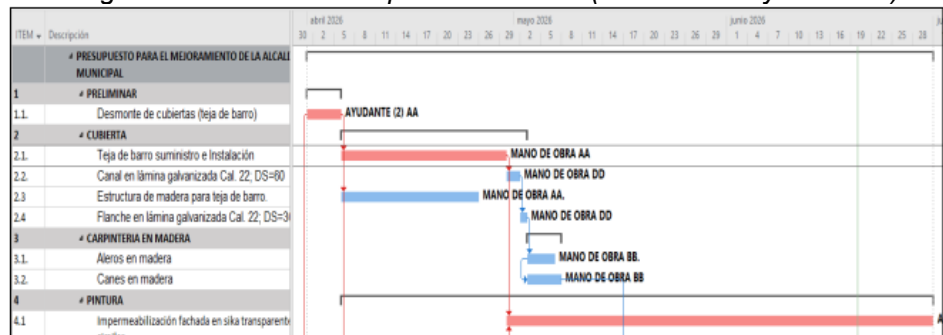 abril 2026 mayo 2026 junio 2026
ITEM Descripción 30 2 5 8 11 14 17 20 23 26 29 2 5 8 11 14 17 20 23 26 29 1 4 7 10 13 16 19 22 25 28
PRESUPUESTO PARA EL MEJORAMIENTO DE LA ALCALI
MUNICIPAL
1 PRELIMINAR
1.1. Desmonte de cubiertas (teja de barro) AYUDANTE (2) AA
2 CUBIERTA
2.1. Teja de barro suministro e Instalación MANO DE OBRA AA
2.2. Canal en lámina galvanizada Cal. 22; DS=60 MANO DE OBRA DD
2.3 Estructura de madera para teja de barro. MANO DE OBRA AA.
2.4 Flanche en lámina galvanizada Cal. 22; DS=3 MANO DE OBRA DD
3 CARPINTERIA EN MADERA
3.1. Aleros en madera MANO DE OBRA BB.
3.2. Canes en madera MANO DE OBRA BB
4 PINTURA
4.1 Impermeabilización fachada en sika transparente